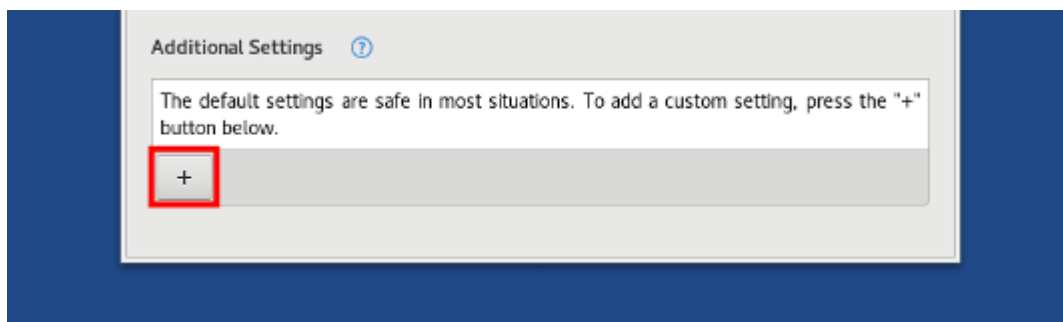 Additional Settings ?
The default settings are safe in most situations. To add a custom setting, press the "+"
button below.
+